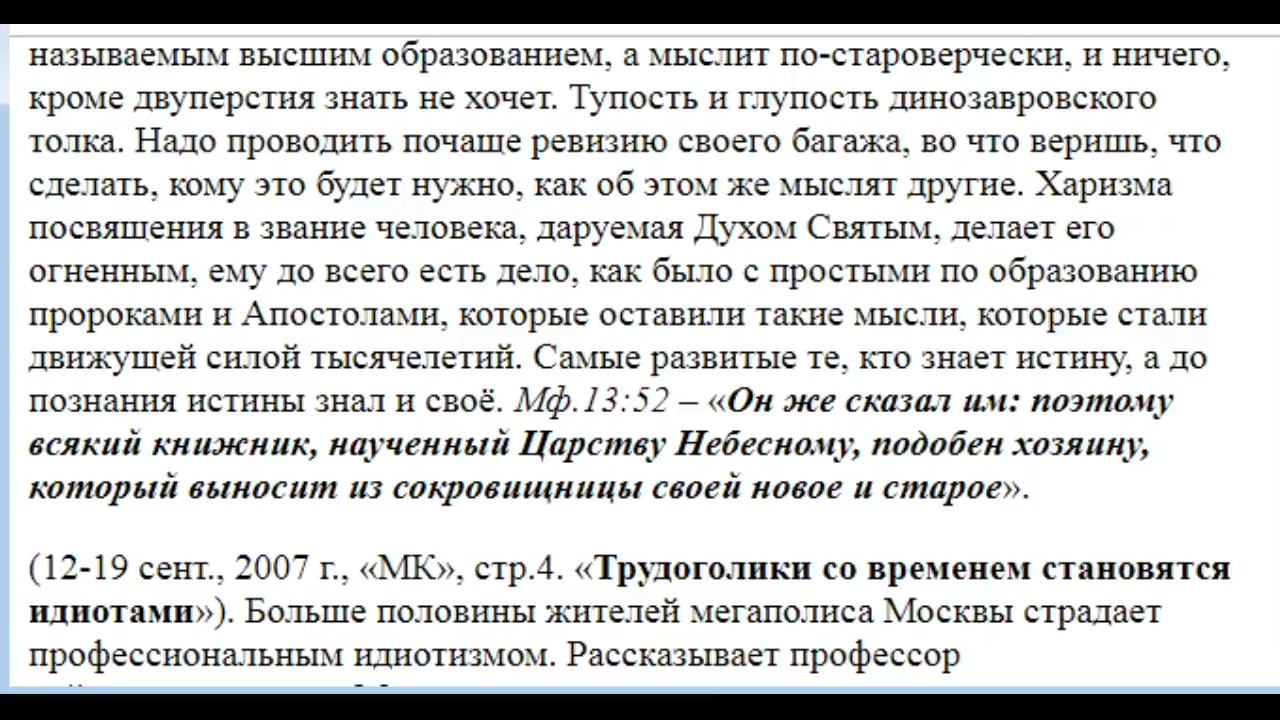 называемым высшим образованием, а мыслит по-староверчески, и ничего,
кроме двуперстия знать не хочет. Тупость и глупость динозавровского
толка. Надо проводить почаще ревизию своего багажа, во что веришь, что
сделать, кому это будет нужно, как об этом же мыслят другие. Харизма
посвящения в звание человека, даруемая Духом Святым, делает его
огненным, ему до всего есть дело, как было с простыми по образованию
пророками и Апостолами, которые оставили такие мысли, которые стали
движущей силой тысячелетий. Самые развитые те, кто знает истину, а до
познания истины знал и своё. Мф.13:52 – «Он же сказал им: поэтому
всякий книжник, наученный Царству Небесному, подобен хозяину,
который выносит из сокровищницы своей новое и старое».
(12-19 сент., 2007 г., «МК», стр.4. «Трудоголики со временем становятся
идиотами»). Больше половины жителей мегаполиса Москвы страдает
профессиональным идиотизмом. Рассказывает профессор